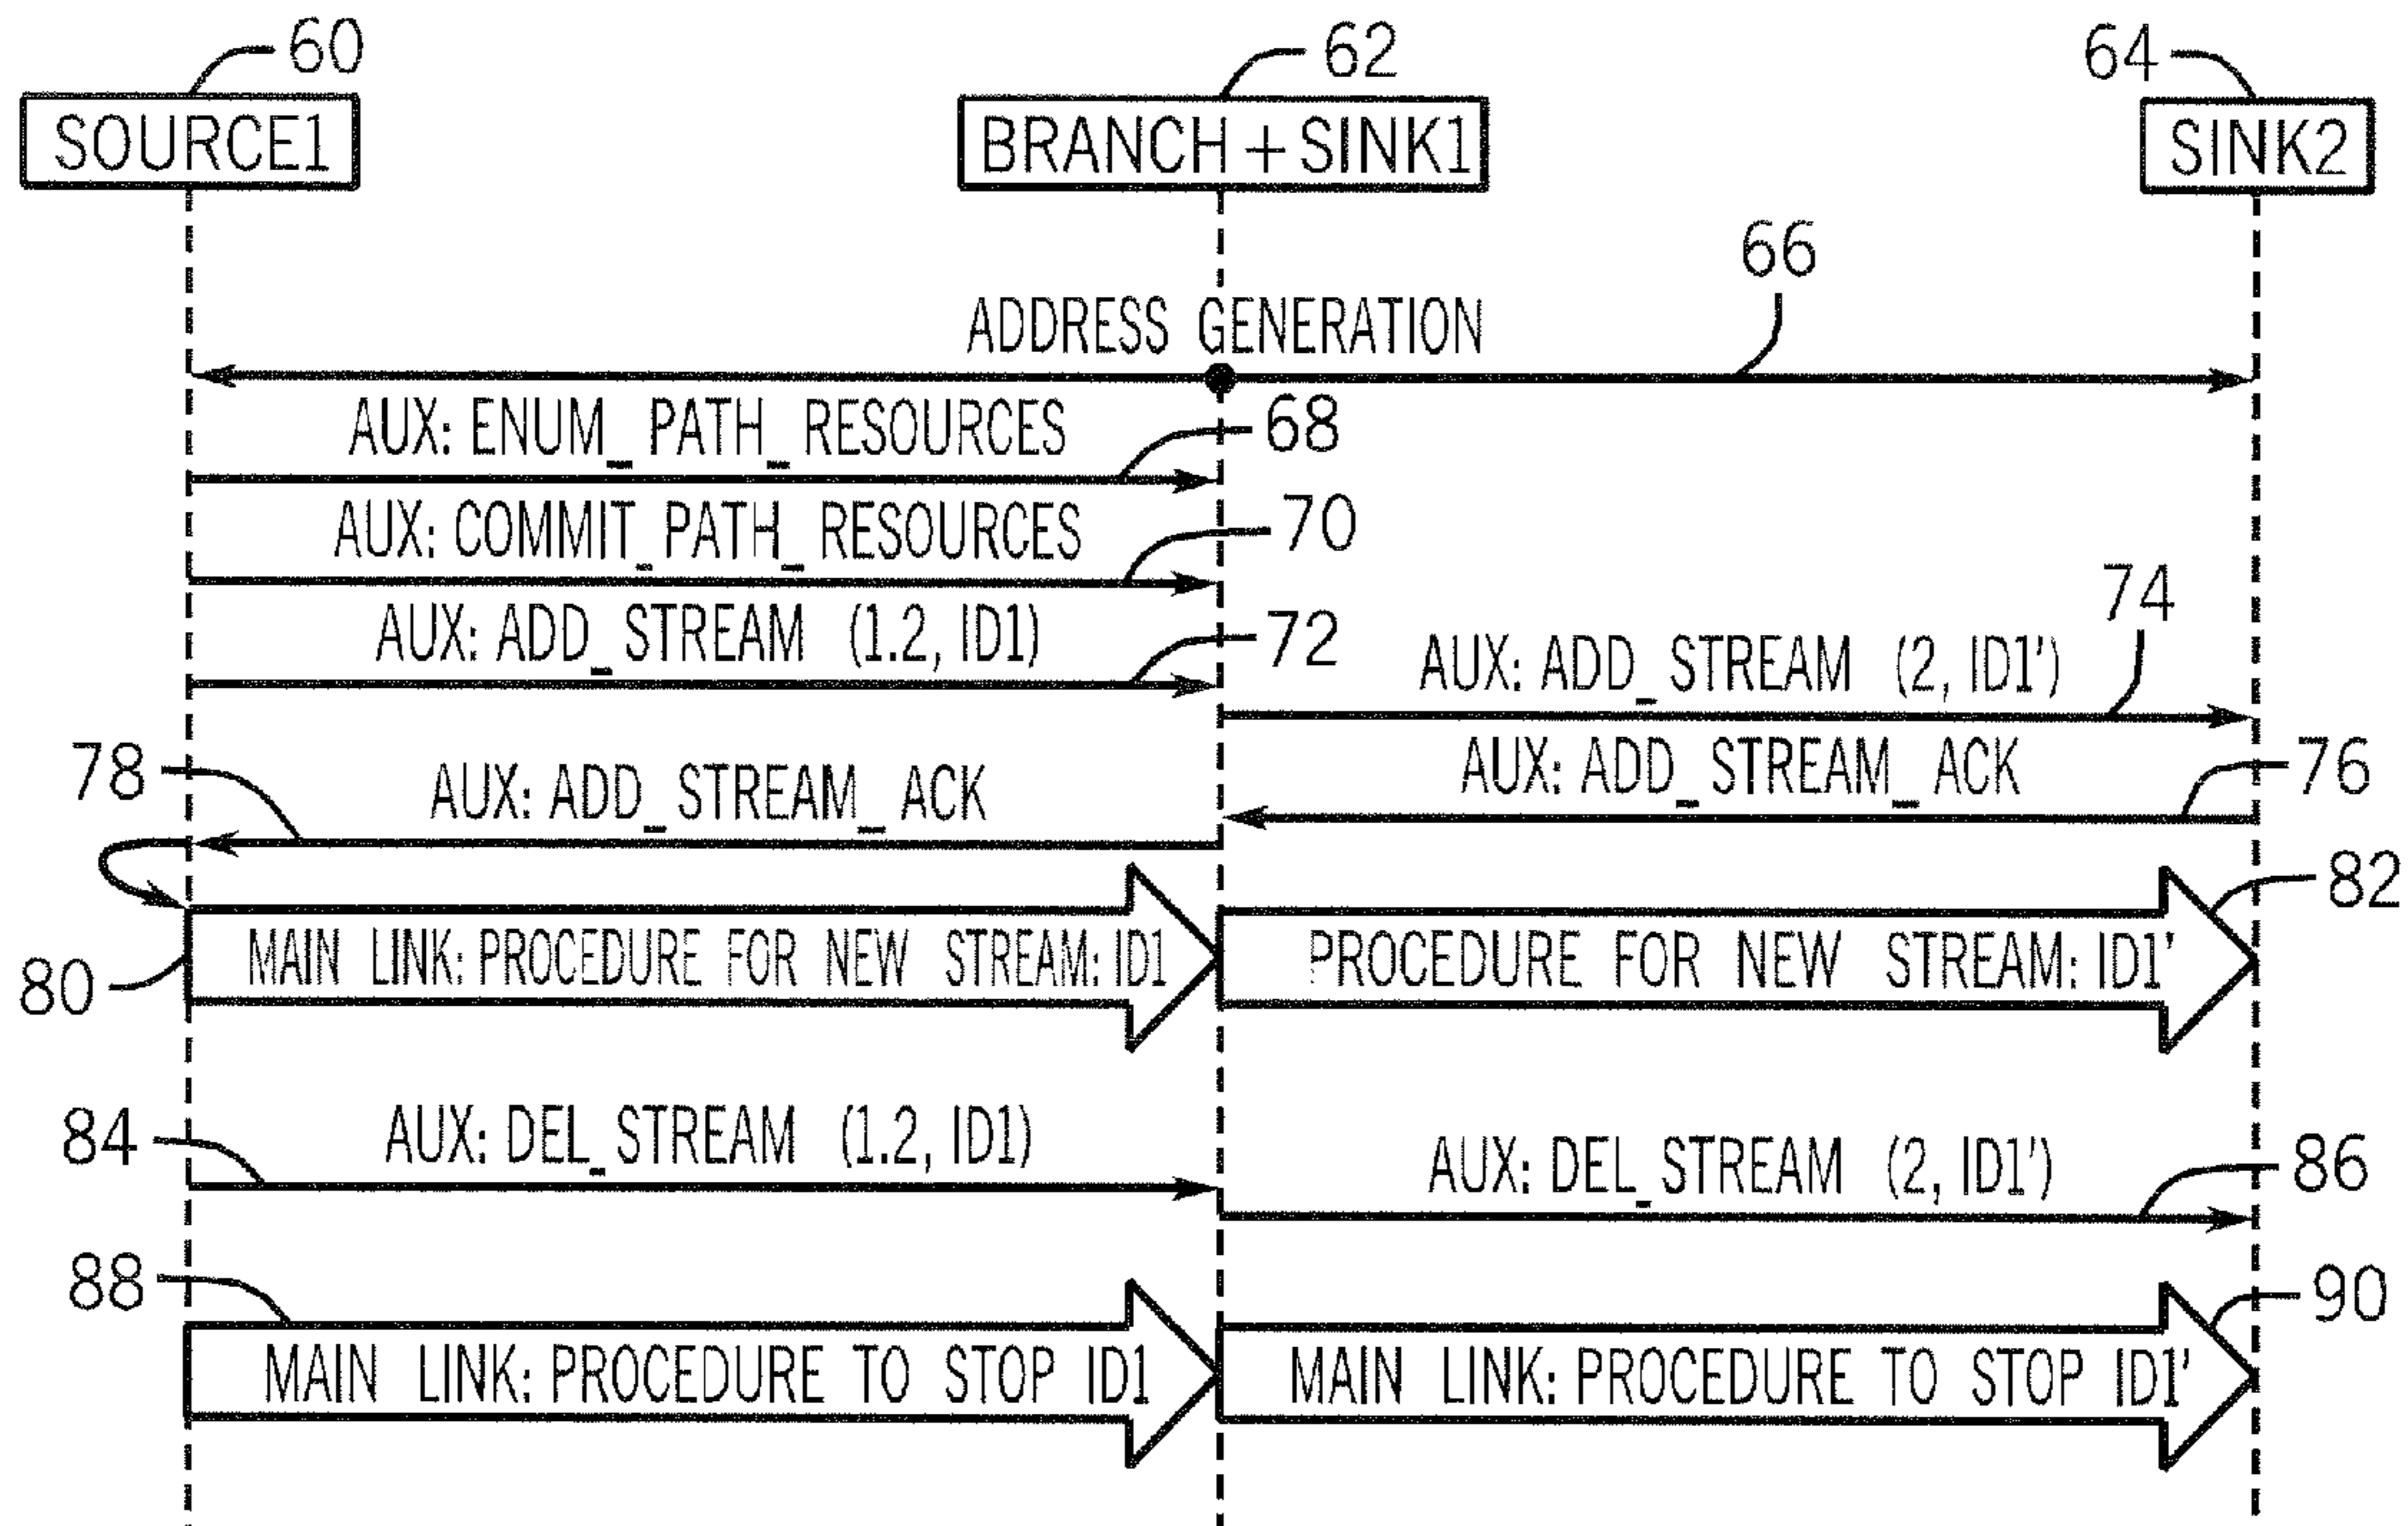 60
62
64
SOURCE1
BRANCH + SINK1
SINK2
66
ADDRESS GENERATION
AUX: ENUM_PATH_RESOURCES
68
AUX: COMMIT_PATH_RESOURCES
70
AUX: ADD_STREAM (1.2, ID1)
72
74
AUX: ADD_STREAM (2, ID1')
78
AUX: ADD_STREAM_ACK
AUX: ADD_STREAM_ACK
76
82
MAIN LINK: PROCEDURE FOR NEW STREAM: ID1
PROCEDURE FOR NEW STREAM: ID1'
80
84
AUX: DEL_STREAM (1.2, ID1)
AUX: DEL_STREAM (2, ID1')
86
88
90
MAIN LINK: PROCEDURE TO STOP ID1
MAIN LINK: PROCEDURE TO STOP ID1'